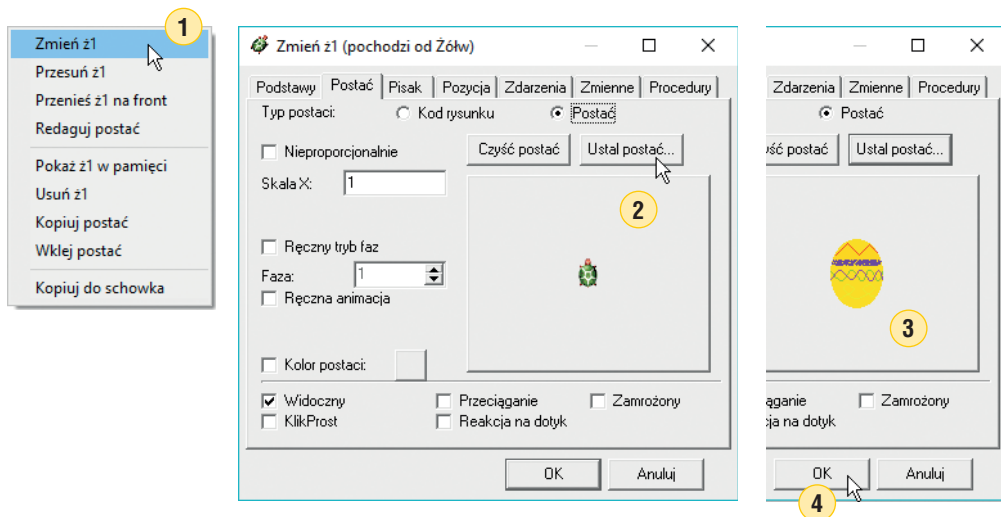 1
Zmień ż1
Przesuń ż1
Przenieś ż1 na front
Redaguj postać
Pokaż ż1 w pamięci
Usuń ż1
Kopiuj postać
Wklej postać
Kopiuj do schowka
Zmień ż1 (pochodzi od Żółw)
Podstawy Postać Pisak Pozycja Zdarzenia Zmienne Procedury
Typ postaci: Kod rysunku Postać
Nieproporcjonalnie Czyść postać Ustal postać...
Skala X: 1
2
Ręczny tryb faz
Faza: 1
Ręczna animacja
Kolor postaci:
Widoczny Przeciąganie Zamrożony
KlikProst Reakcja na dotyk
OK Anuluj
Zdarzenia Zmienne Procedury
Postać
yść postać Ustal postać...
3
ąganie Zamrożony
cja na dotyk
OK Anuluj
4